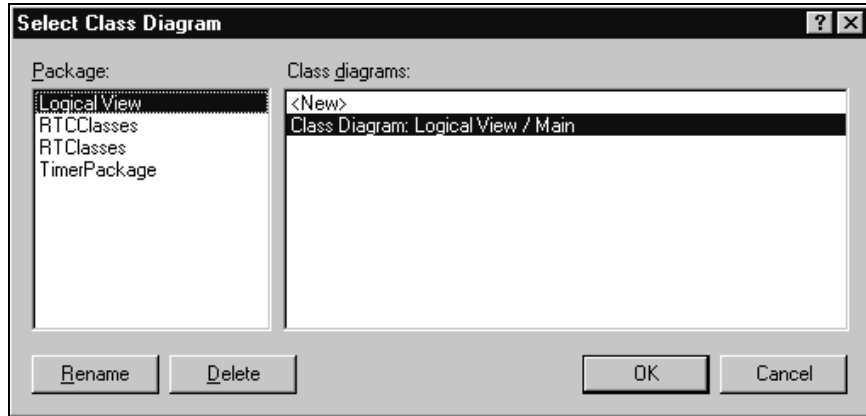 Select Class Diagram
Package:
Class diagrams:
Logical View
RTCClasses
RTClasses
TimerPackage
<New>
Class Diagram: Logical View / Main
Rename
Delete
OK
Cancel